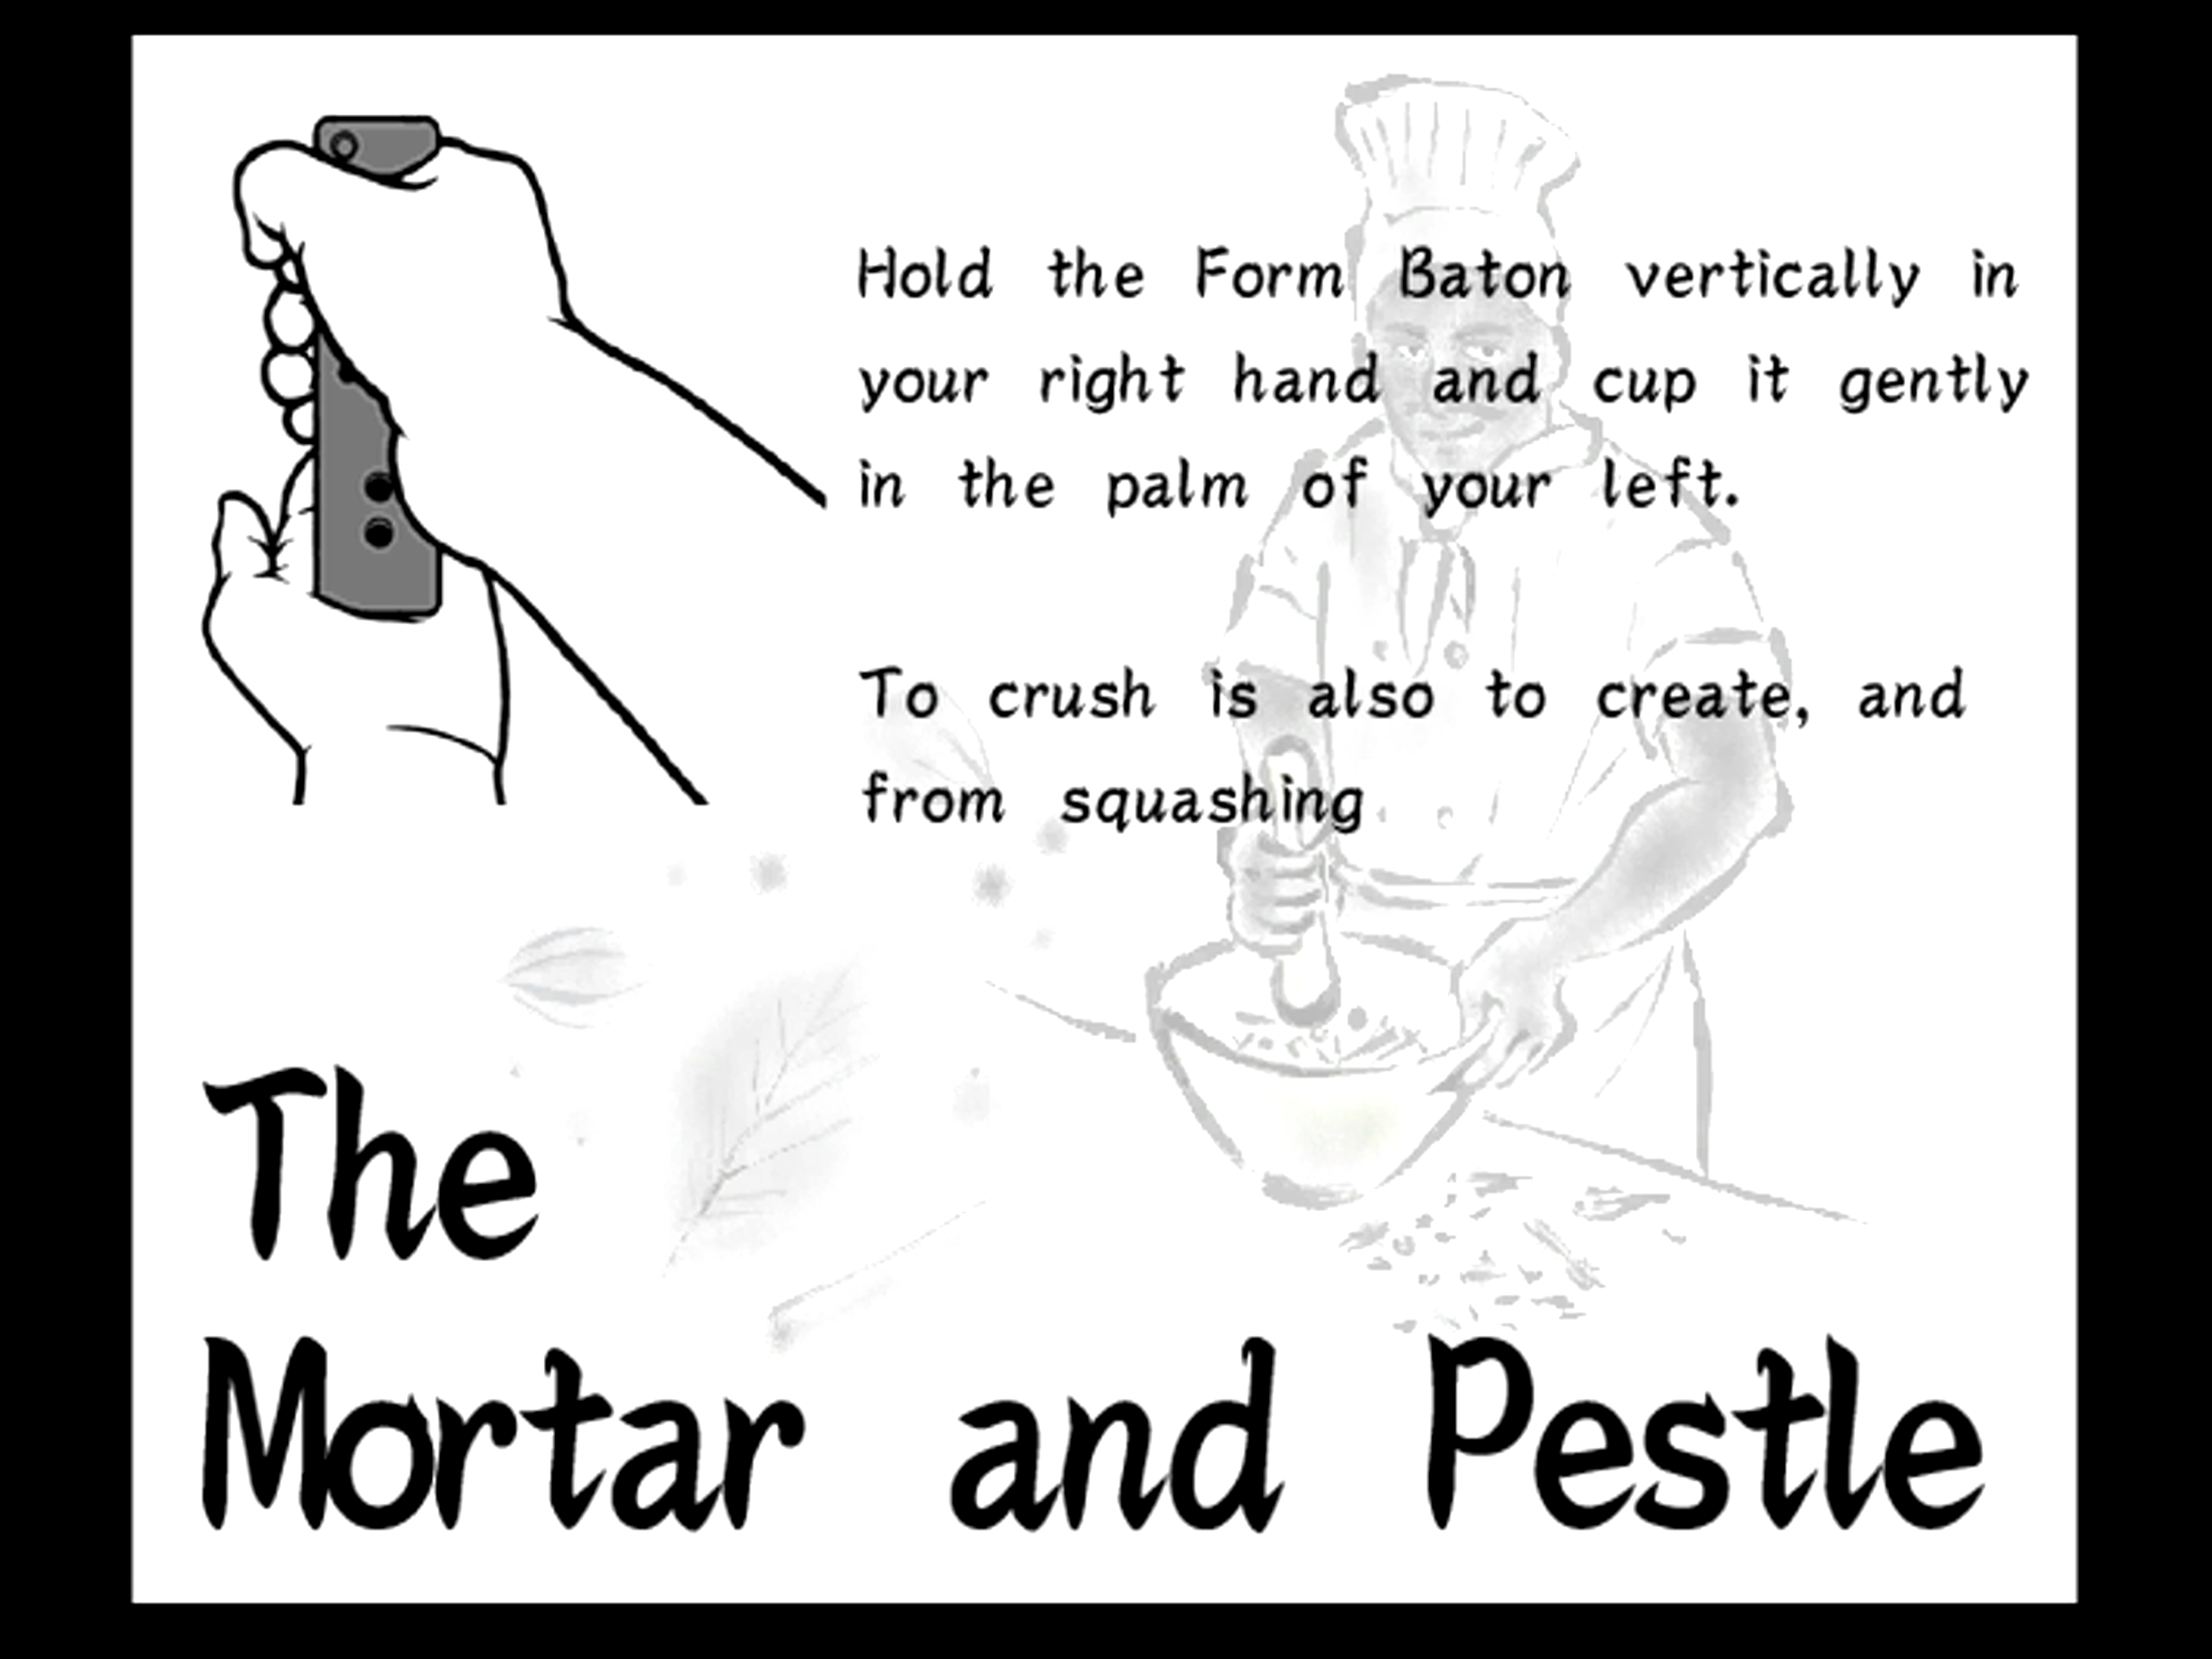 Hold the Form Baton vertically in
your right hand and cup it gently
in the palm of your left.
To crush is also to create, and
from squashing
The
Mortar and Pestle